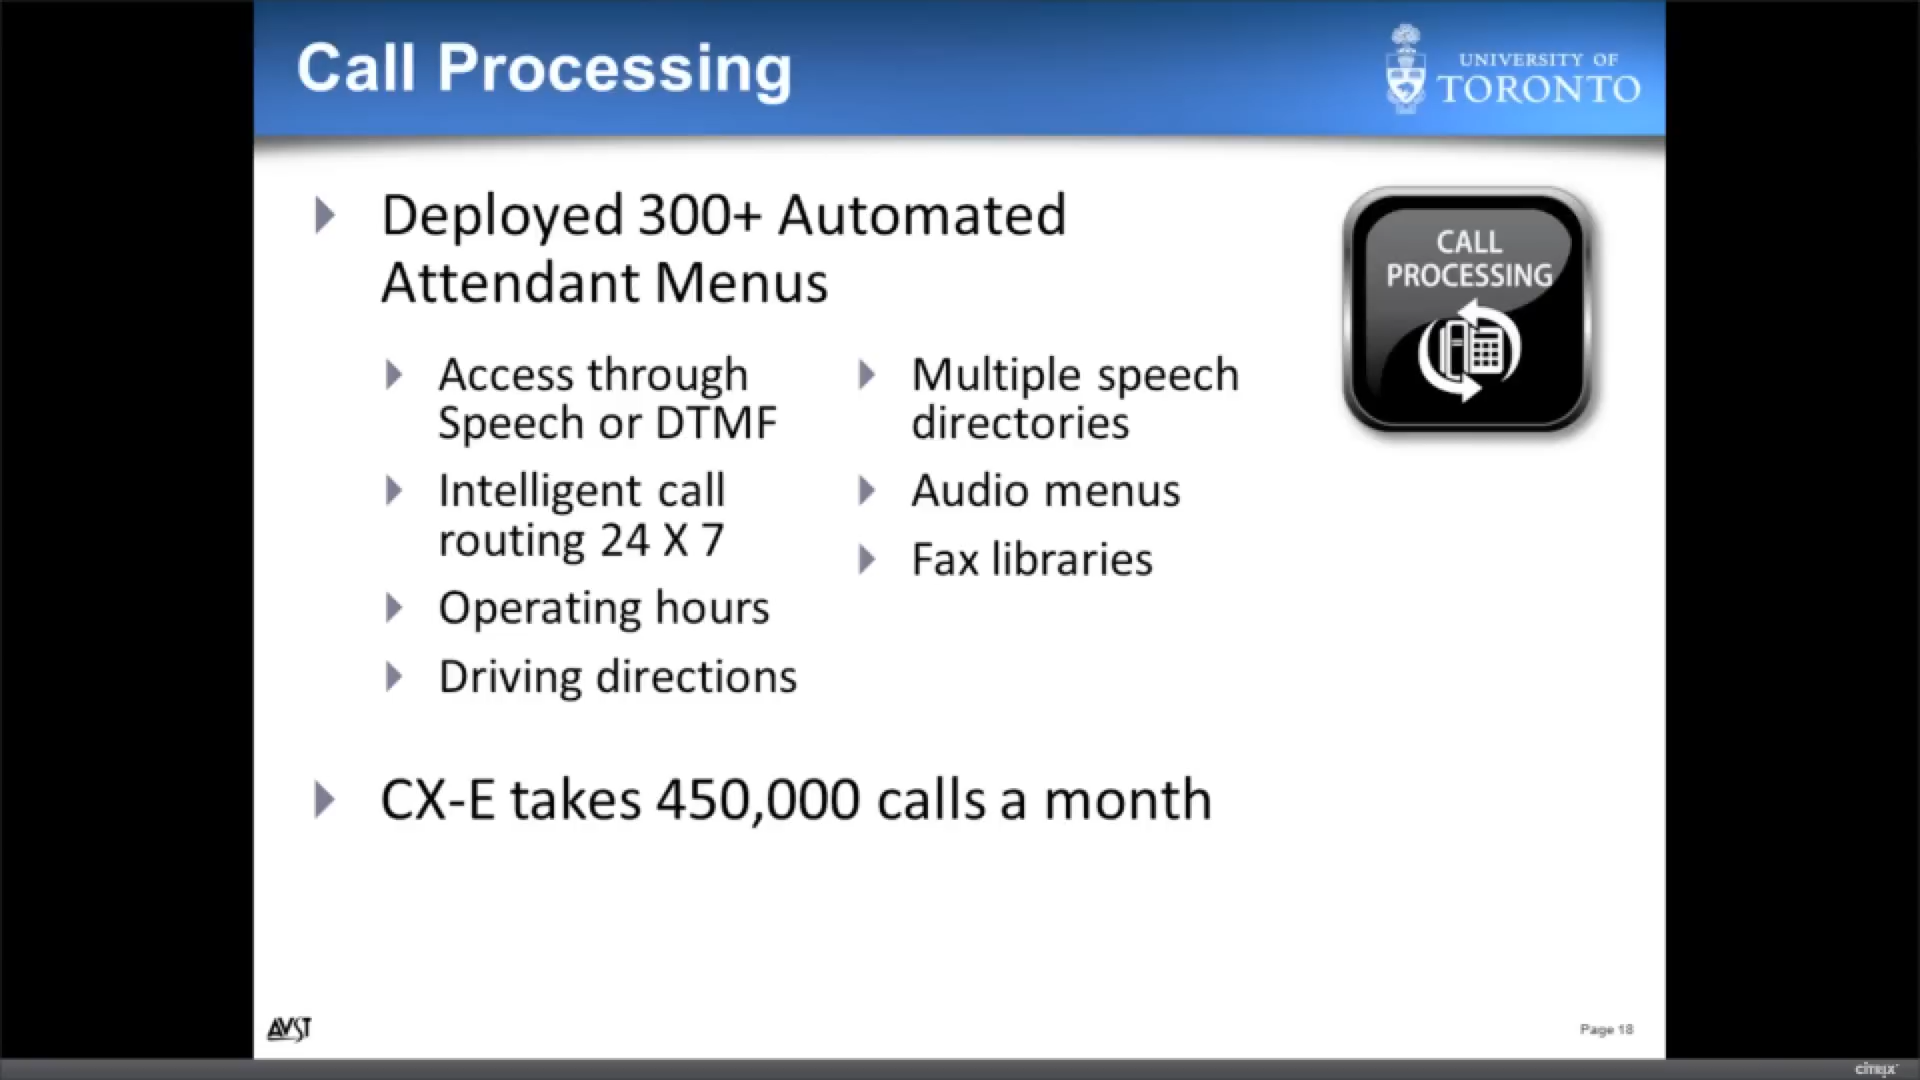 Call Processing
UNIVERSITY OF
TORONTO
Deployed 300+ Automated
Attendant Menus
CALL
PROCESSING
Access through
Speech or DTMF
Intelligent call
routing 24 X 7
Operating hours
Driving directions
Multiple speech
directories
Audio menus
Fax libraries
CX-E takes 450,000 calls a month
AVST
Page 18
citrix